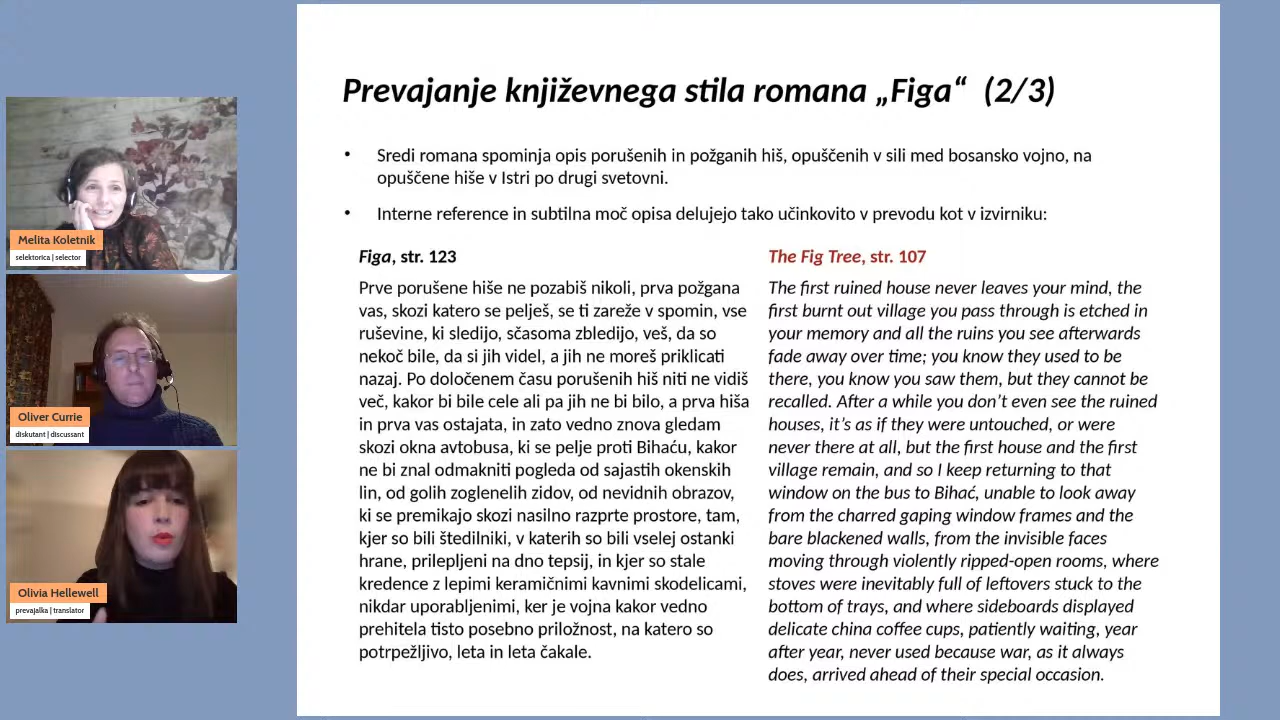 Prevajanje književnega stila romana „Figa“ (2/3)
• Sredi romana spominja opis porušenih in požganih hiš, opuščenih v sili med bosansko vojno, na
opuščene hiše v Istri po drugi svetovni.
• Interne reference in subtilna moč opisa delujejo tako učinkovito v prevodu kot v izvirniku:
Figa, str. 123
Prve porušene hiše ne pozabiš nikoli, prva požgana
vas, skozi katero se pelješ, se ti zareže v spomin, vse
ruševine, ki sledijo, sčasoma zbledijo, veš, da so
nekoč bile, da si jih videl, a jih ne moreš priklicati
nazaj. Po določenem času porušenih hiš niti ne vidiš
več, kakor bi bile cele ali pa jih ne bi bilo, a prva hiša
in prva vas ostajata, in zato vedno znova gledam
skozi okna avtobusa, ki se pelje proti Bihaću, kakor
ne bi znal odmakniti pogleda od sajastih okenskih
lin, od golih zoglenelih zidov, od nevidnih obrazov,
ki se premikajo skozi nasilno razprte prostore, tam,
kjer so bili štedilniki, v katerih so bili vselej ostanki
hrane, prilepljeni na dno tepsij, in kjer so stale
kredence z lepimi keramičnimi kavnimi skodelicami,
nikdar uporabljenimi, ker je vojna kakor vedno
prehitela tisto posebno priložnost, na katero so
potrpežljivo, leta in leta čakale.
The Fig Tree, str. 107
The first ruined house never leaves your mind, the
first burnt out village you pass through is etched in
your memory and all the ruins you see afterwards
fade away over time; you know they used to be
there, you know you saw them, but they cannot be
recalled. After a while you don’t even see the ruined
houses, it’s as if they were untouched, or were
never there at all, but the first house and the first
village remain, and so I keep returning to that
window on the bus to Bihać, unable to look away
from the charred gaping window frames and the
bare blackened walls, from the invisible faces
moving through violently ripped-open rooms, where
stoves were inevitably full of leftovers stuck to the
bottom of trays, and where sideboards displayed
delicate china coffee cups, patiently waiting, year
after year, never used because war, as it always
does, arrived ahead of their special occasion.
Melita Koletnik
selektorica | selector
Oliver Currie
diskutant | discussant
Olivia Hellewell
prevajalka | translator